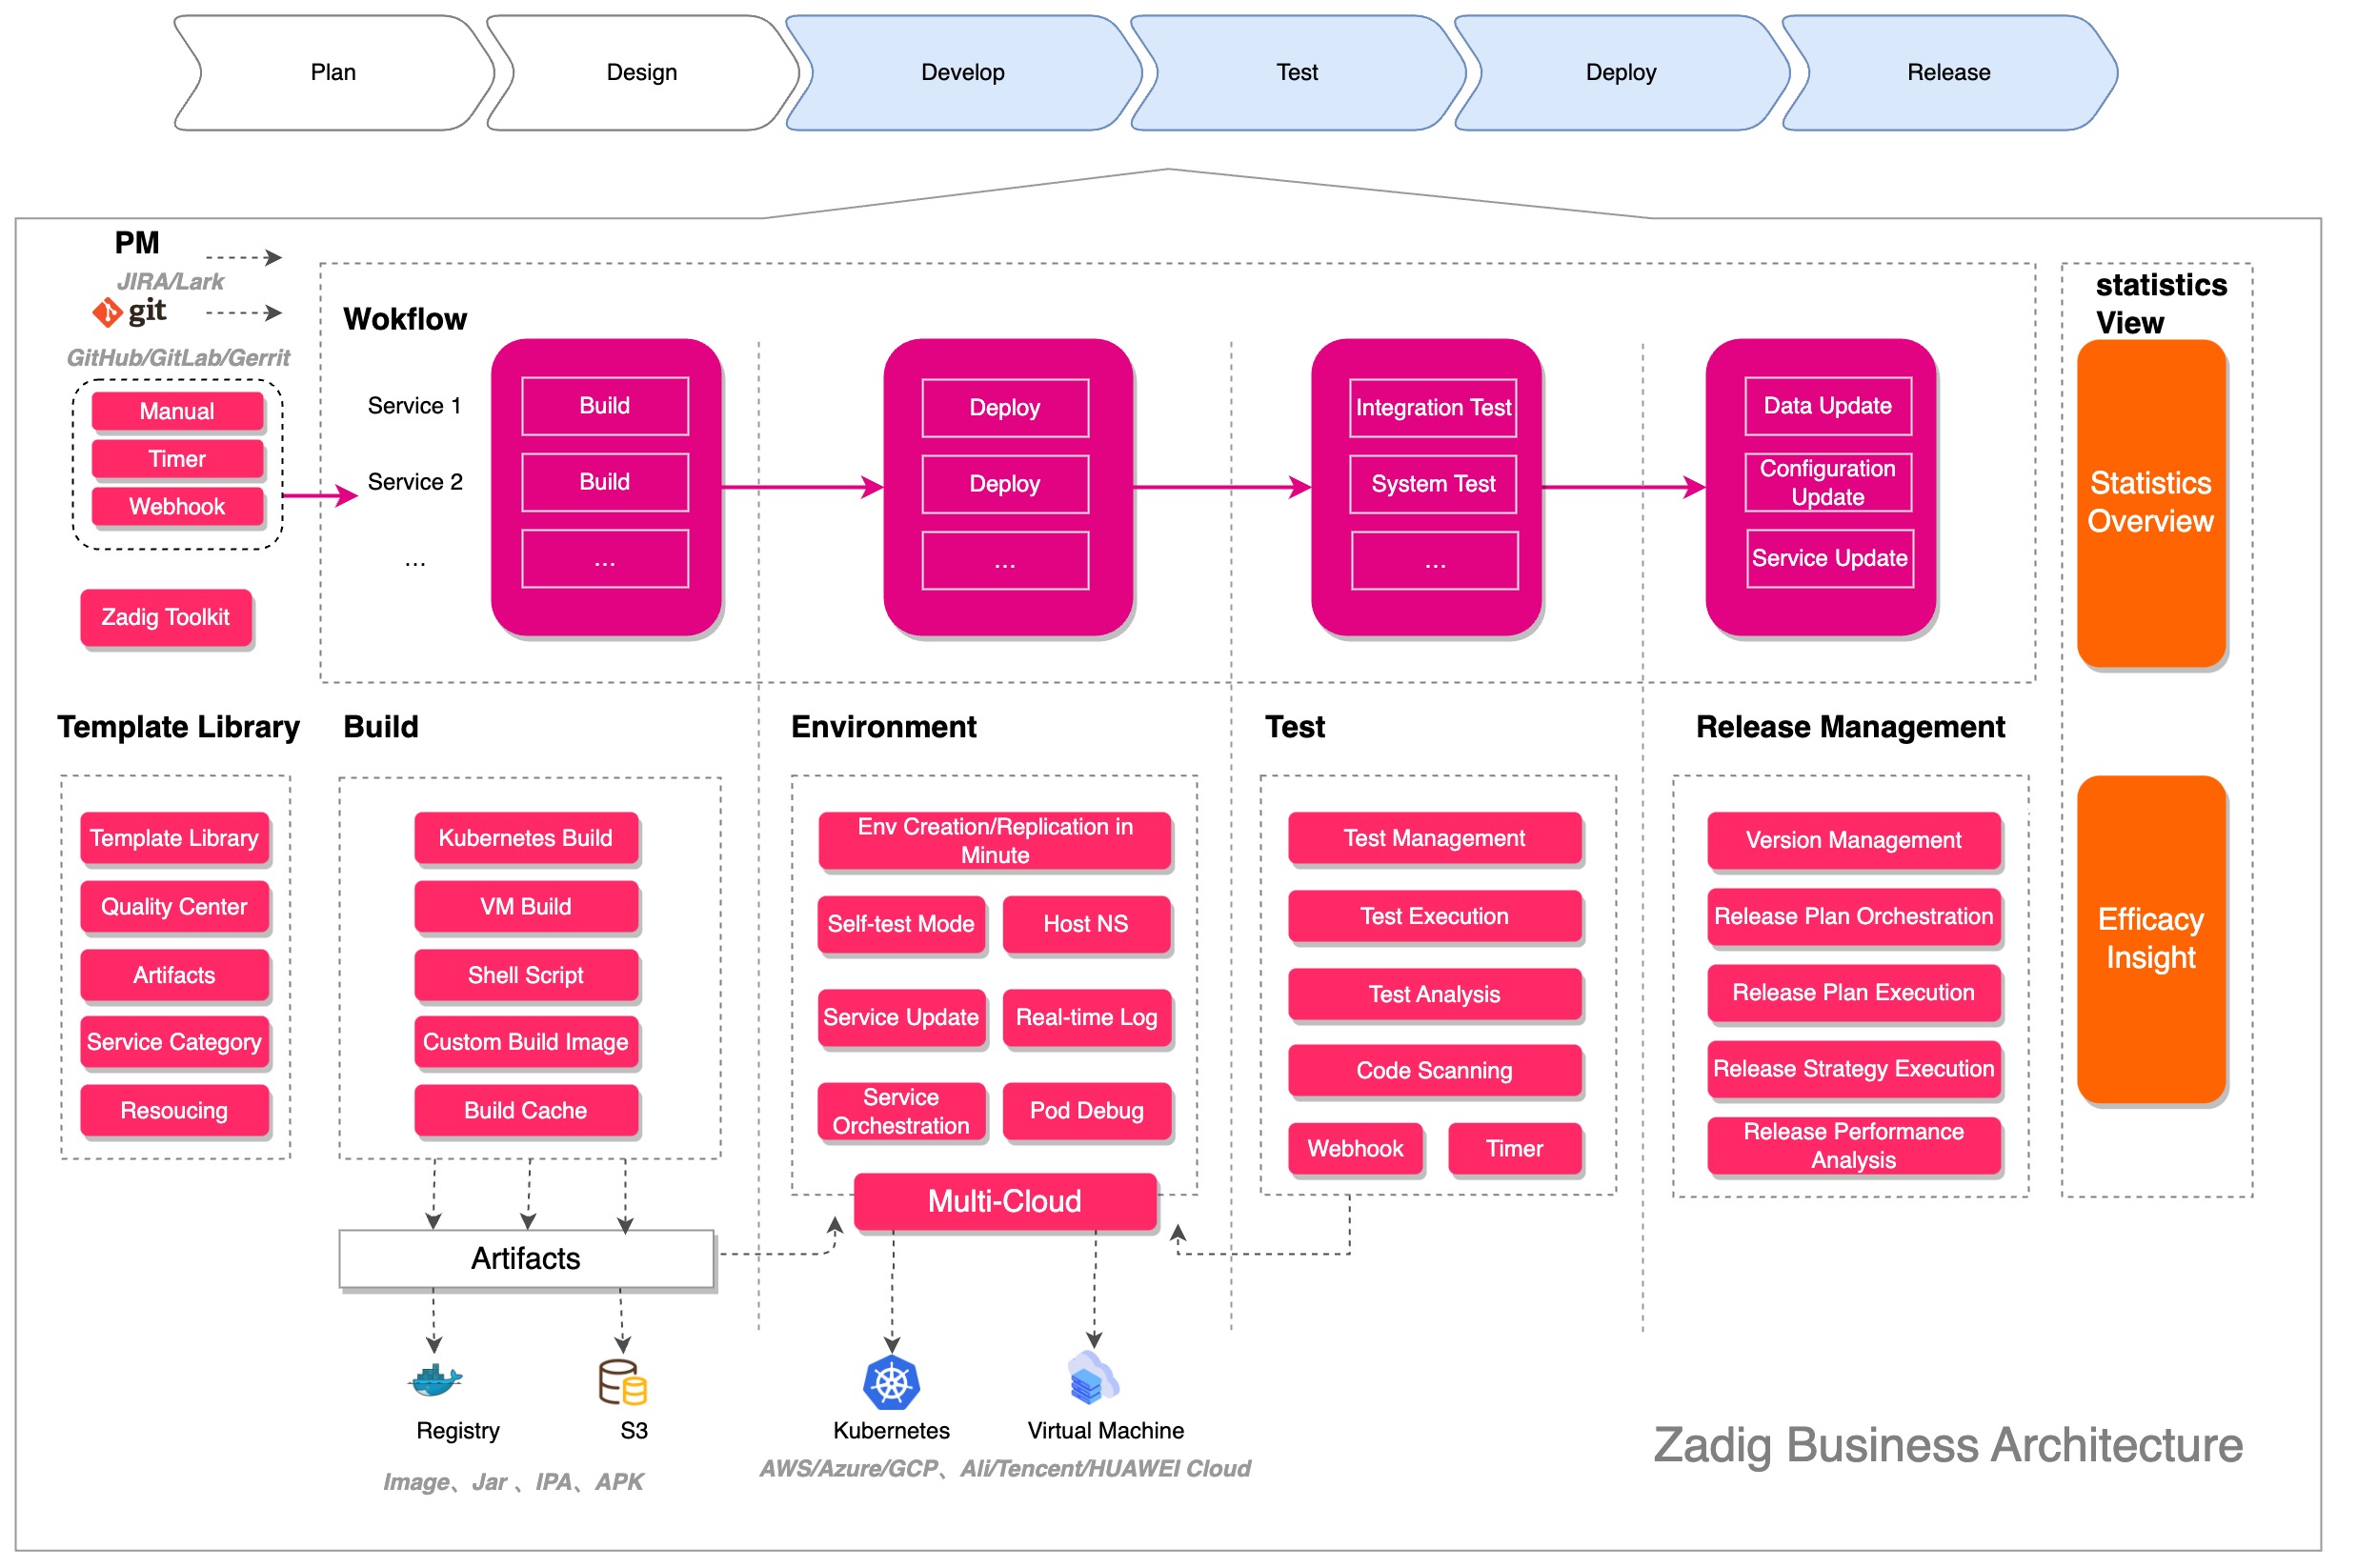 Plan
Design
Develop
Test
Deploy
Release
PM
JIRA/Lark
git
GitHub/GitLab/Gerrit
Manual
Timer
Webhook
Zadig Toolkit
Wokflow
Service 1
Service 2
...
Build
Build
...
Deploy
Deploy
...
Integration Test
System Test
...
Data Update
Configuration
Update
Service Update
statistics
View
Statistics
Overview
Efficacy
Insight
Template Library
Template Library
Quality Center
Artifacts
Service Category
Resoucing
Build
Kubernetes Build
VM Build
Shell Script
Custom Build Image
Build Cache
Artifacts
Registry
S3
Image、Jar 、IPA、APK
Environment
Env Creation/Replication in
Minute
Self-test Mode
Host NS
Service Update
Real-time Log
Service
Orchestration
Pod Debug
Multi-Cloud
Kubernetes
Virtual Machine
AWS/Azure/GCP、Ali/Tencent/HUAWEI Cloud
Test
Test Management
Test Execution
Test Analysis
Code Scanning
Webhook
Timer
Release Management
Version Management
Release Plan Orchestration
Release Plan Execution
Release Strategy Execution
Release Performance
Analysis
Zadig Business Architecture